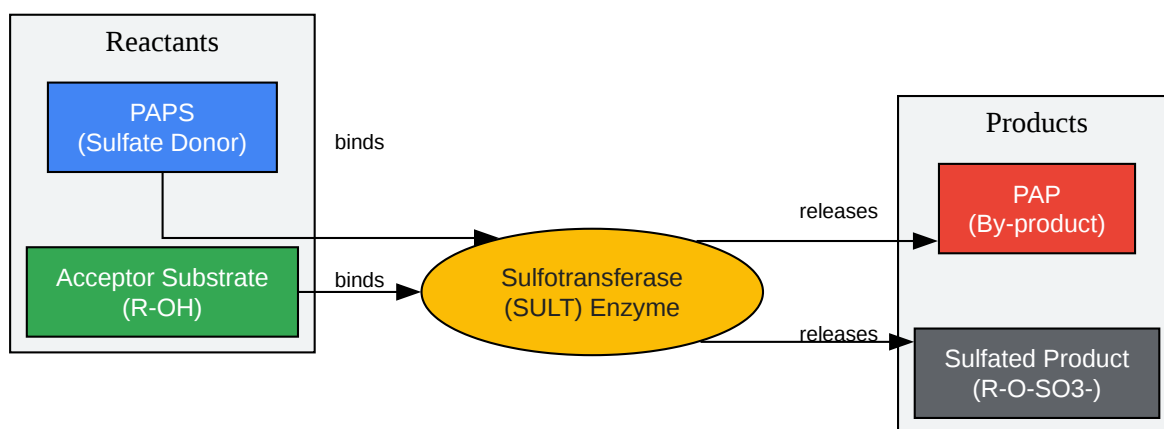 Reactants
PAPS
(Sulfate Donor)
binds
Acceptor Substrate
(R-OH)
binds
Sulfotransferase
(SULT) Enzyme
releases
releases
Products
PAP
(By-product)
Sulfated Product
(R-O-SO3-)